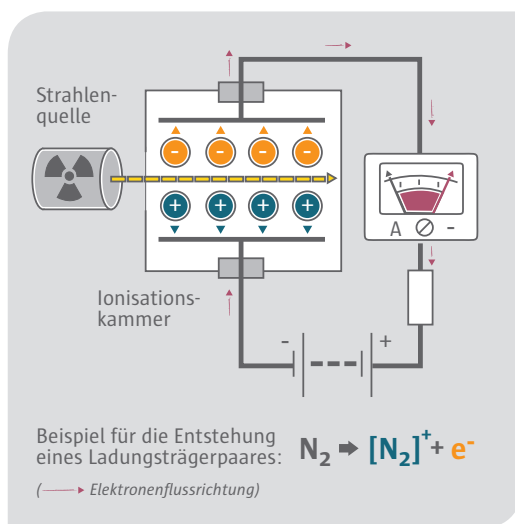 Strahlen-
quelle
- - - -
+ + + +
A -
Ionisations-
kammer
- +
Beispiel für die Entstehung
eines Ladungsträgerpaares: N₂ ➡ [N₂]⁺ + e⁻
(⟶ Elektronenflussrichtung)